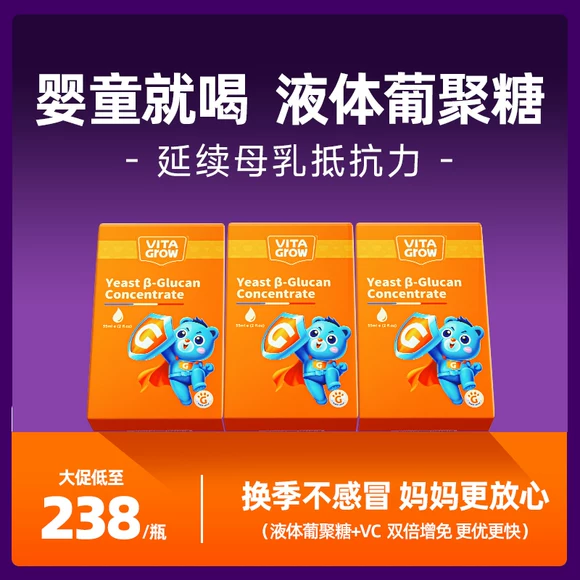 婴童就喝 液体葡聚糖
- 延续母乳抵抗力 -
VITA
GROW
Yeast β-Glucan
Concentrate
G
VITA
GROW
Yeast β-Glucan
Concentrate
G
VITA
GROW
Yeast β-Glucan
Concentrate
G
大促低至
238/瓶
换季不感冒 妈妈更放心
（液体葡聚糖+VC 双倍增免 更优更快）